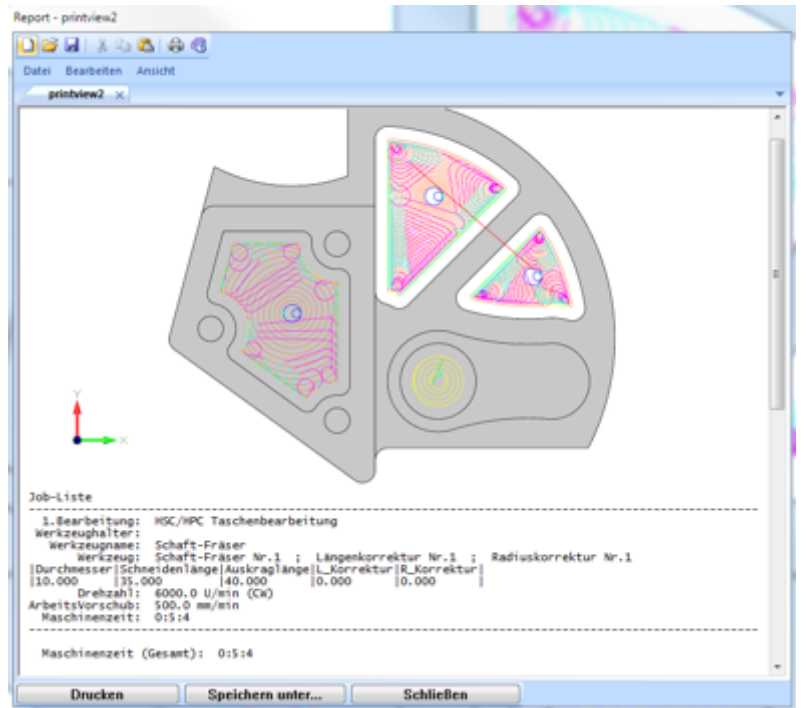 Report - printview2
Datei Bearbeiten Ansicht
printview2
Y
X
Job-Liste
1.Bearbeitung: HSC/HPC Taschenbearbeitung
Werkzeughalter:
Werkzeugname: Schaft-Fräser
Werkzeug: Schaft-Fräser Nr.1 ; Längenkorrektur Nr.1 ; Radiuskorrektur Nr.1
|Durchmesser|Schneidenlänge|Auskraglänge|L_Korrektur|R_Korrektur|
|10.000 |35.000 |40.000 |0.000 |0.000 |
Drehzahl: 6000.0 U/min (CW)
ArbeitsVorschub: 500.0 mm/min
Maschinenzeit: 0:5:4
Maschinenzeit (Gesamt): 0:5:4
Drucken Speichern unter... Schließen